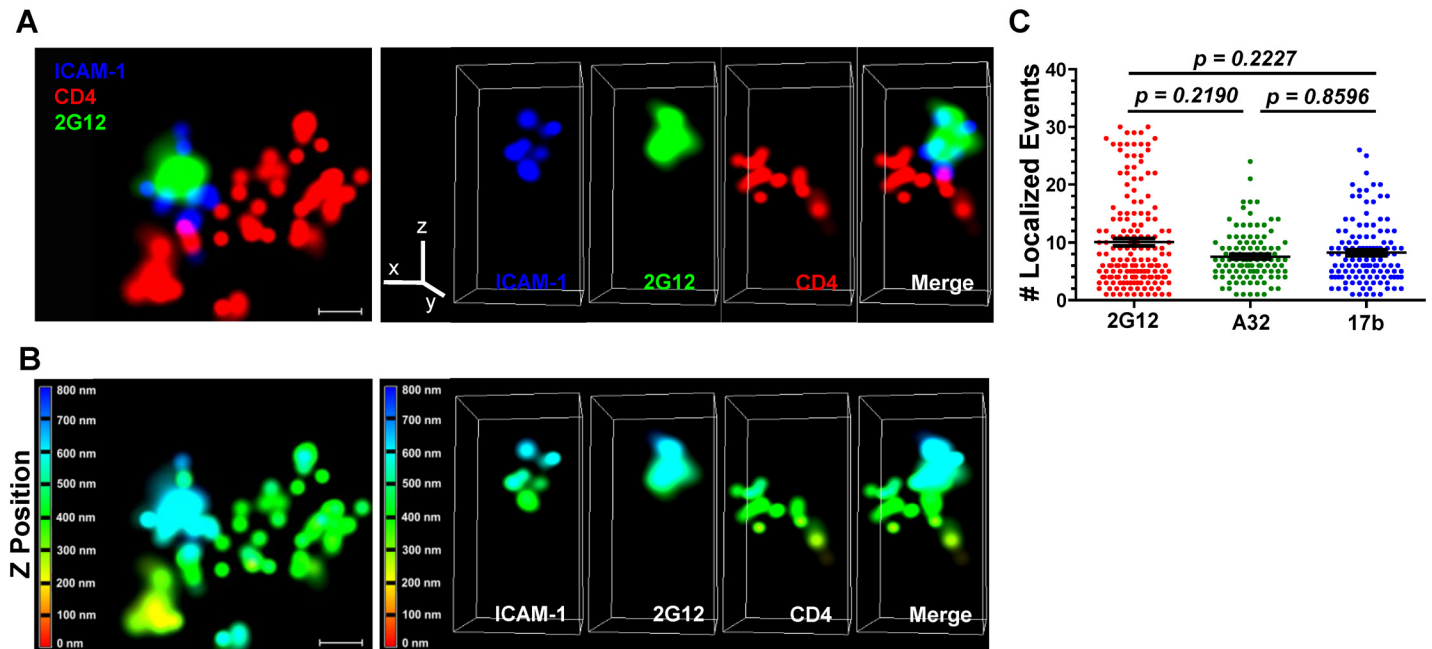 A
ICAM-1
CD4
2G12
z
x
y
ICAM-1
2G12
CD4
Merge
C
# Localized Events
40
30
20
10
0
p = 0.2227
p = 0.2190
p = 0.8596
2G12
A32
17b
B
Z Position
800 nm
700 nm
600 nm
500 nm
400 nm
300 nm
200 nm
100 nm
0 nm
800 nm
700 nm
600 nm
500 nm
400 nm
300 nm
200 nm
100 nm
0 nm
ICAM-1
2G12
CD4
Merge